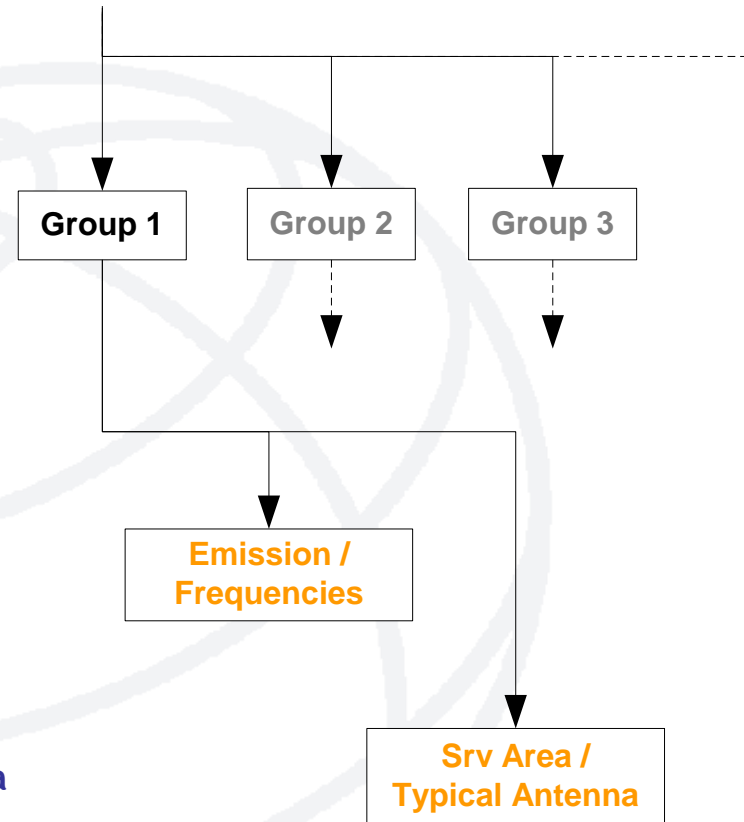 Group 1
Group 2
Group 3
Emission /
Frequencies
Srv Area /
Typical Antenna
a